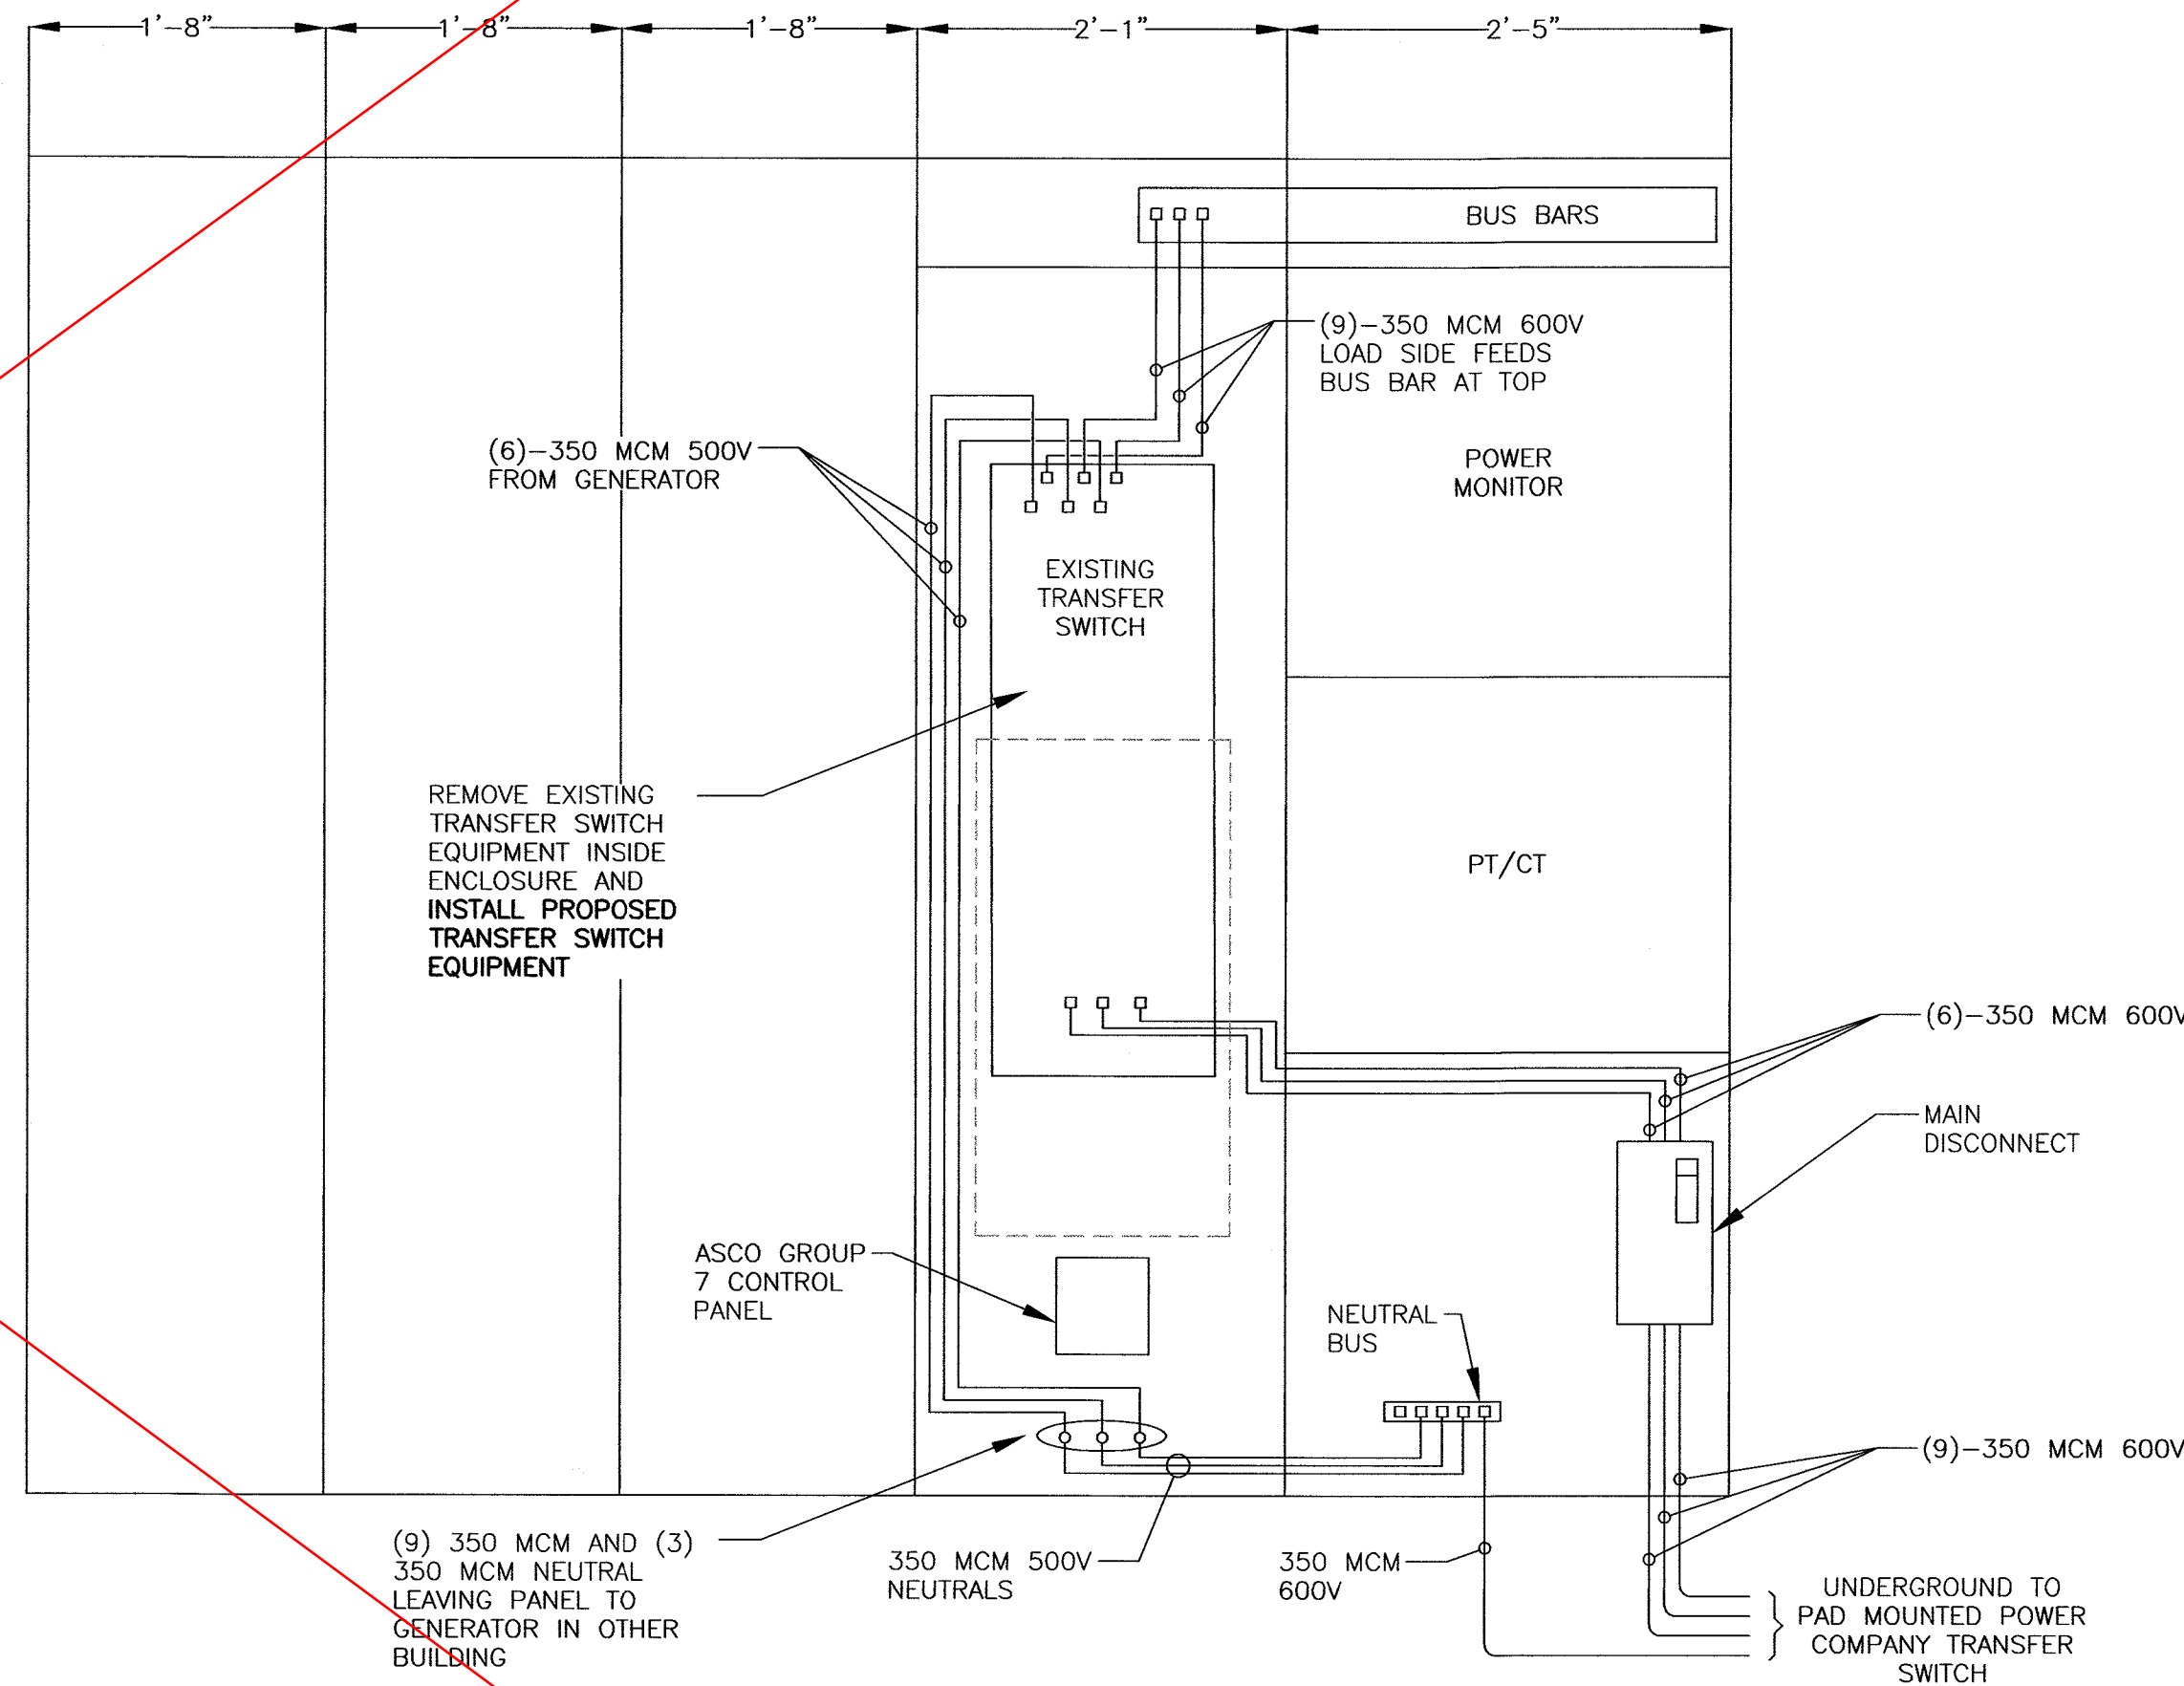 1'-8" 1'-8" 1'-8" 2'-1" 2'-5"
BUS BARS
(9)-350 MCM 600V
LOAD SIDE FEEDS
BUS BAR AT TOP
(6)-350 MCM 500V
FROM GENERATOR
POWER
MONITOR
EXISTING
TRANSFER
SWITCH
REMOVE EXISTING
TRANSFER SWITCH
EQUIPMENT INSIDE
ENCLOSURE AND
INSTALL PROPOSED
TRANSFER SWITCH
EQUIPMENT
PT/CT
(6)-350 MCM 600V
MAIN
DISCONNECT
ASCO GROUP
7 CONTROL
PANEL
NEUTRAL
BUS
(9)-350 MCM 600V
(9) 350 MCM AND (3)
350 MCM NEUTRAL
LEAVING PANEL TO
GENERATOR IN OTHER
BUILDING
350 MCM 500V
NEUTRALS
350 MCM
600V
UNDERGROUND TO
PAD MOUNTED POWER
COMPANY TRANSFER
SWITCH